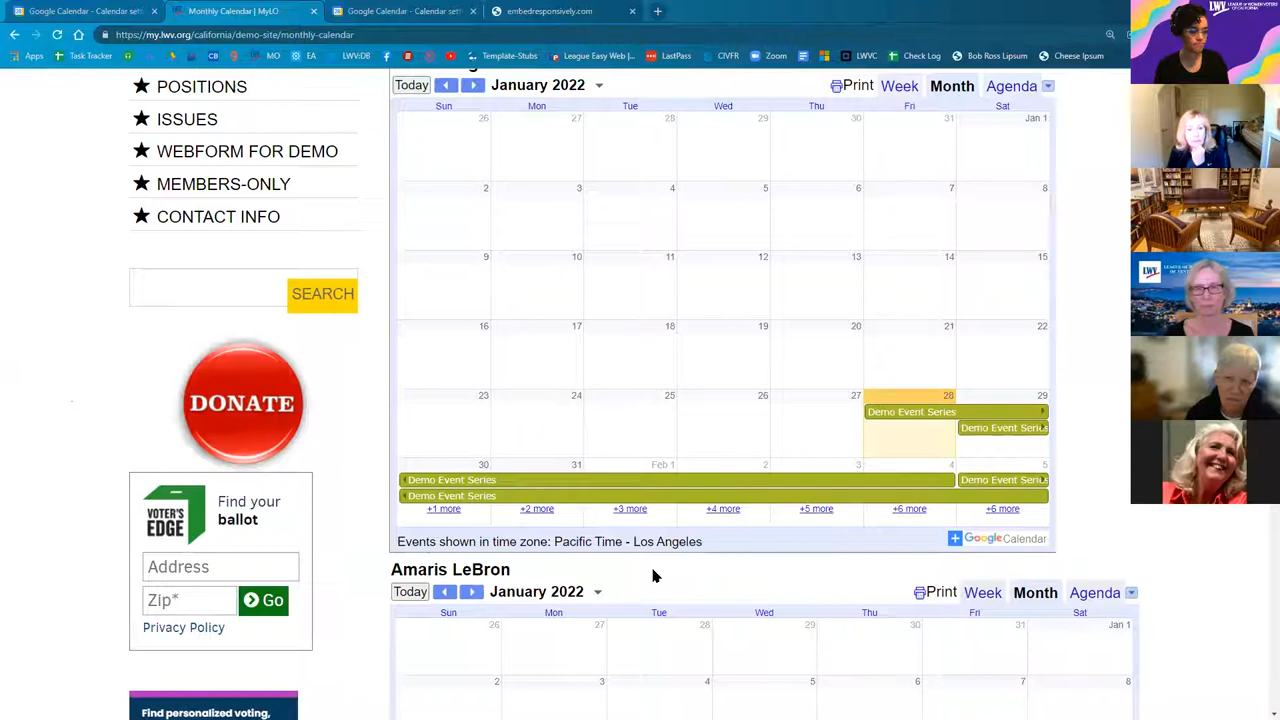 Google Calendar - Calendar sett
Monthly Calendar | MyLO
Google Calendar - Calendar sett
embedresponsively.com
https://my.lwv.org/california/demo-site/monthly-calendar
Apps
Task Tracker
MO
EA
LWV:DB
Template-Stubs
League Easy Web |...
LastPass
CIVFR
Zoom
LWVC
Check Log
Bob Ross Lipsum
Cheese Ipsum
POSITIONS
ISSUES
WEBFORM FOR DEMO
MEMBERS-ONLY
CONTACT INFO
SEARCH
DONATE
VOTER'S EDGE
Find your
ballot
Address
Zip*
Go
Privacy Policy
Find personalized voting,
Today January 2022 Print Week Month Agenda
Sun Mon Tue Wed Thu Fri Sat
26 27 28 29 30 31 Jan 1
2 3 4 5 6 7 8
9 10 11 12 13 14 15
16 17 18 19 20 21 22
23 24 25 26 27 28 29
Demo Event Series
Demo Event Serie
30 31 Feb 1 2 3 4 5
Demo Event Series Demo Event Serie
Demo Event Series
+1 more +2 more +3 more +4 more +5 more +6 more +6 more
Events shown in time zone: Pacific Time - Los Angeles
Google Calendar
Amaris LeBron
Today January 2022 Print Week Month Agenda
Sun Mon Tue Wed Thu Fri Sat
26 27 28 29 30 31 Jan 1
2 3 4 5 6 7 8
LWV LEAGUE OF WOMEN VOTERS
OF CALIFORNIA
LWV